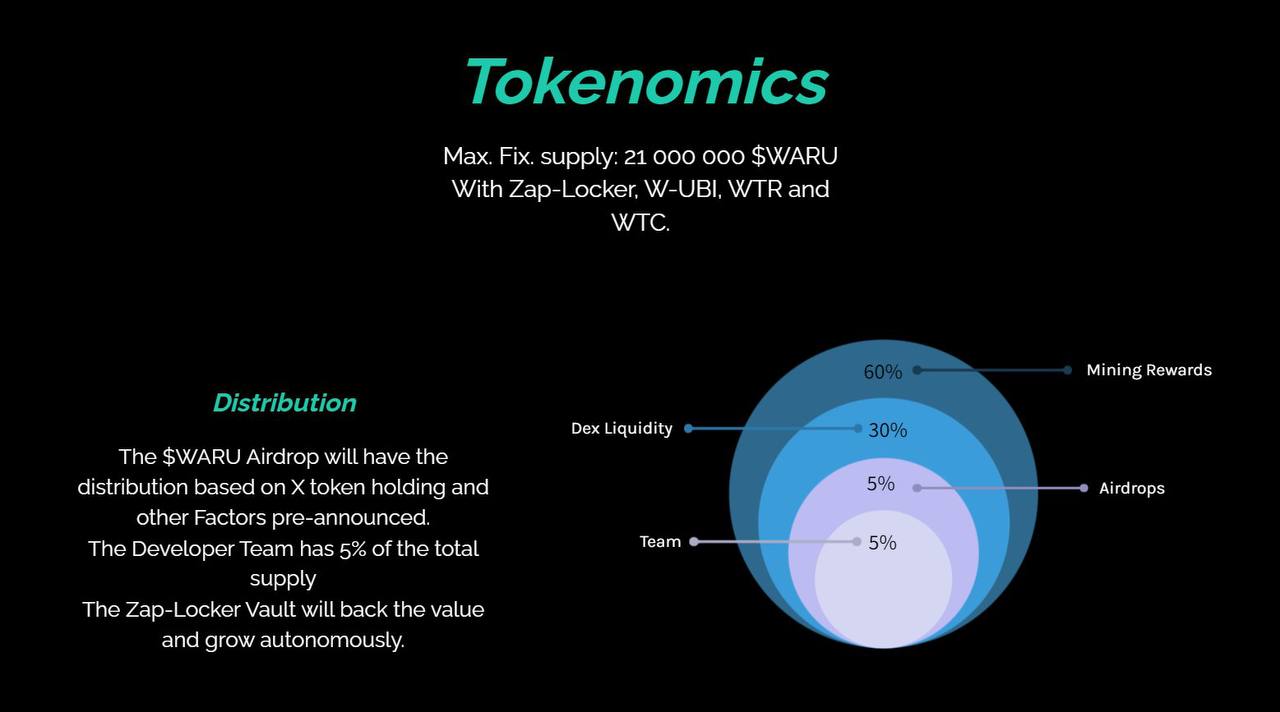 Tokenomics
Max. Fix. supply: 21 000 000 $WARU
With Zap-Locker, W-UBI, WTR and
WTC.
Distribution
The $WARU Airdrop will have the
distribution based on X token holding and
other Factors pre-announced.
The Developer Team has 5% of the total
supply
The Zap-Locker Vault will back the value
and grow autonomously.
60% Mining Rewards
Dex Liquidity 30%
5% Airdrops
Team 5%